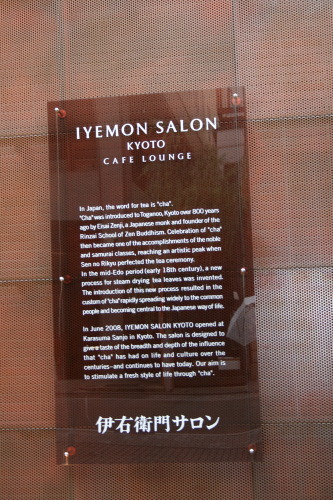 IYEMON SALON
KYOTO
CAFE LOUNGE
In Japan, the word for tea is "cha".
"Cha" was introduced to Toganoo, Kyoto over 800 years
ago by Eisai Zenji, a Japanese monk and founder of the
Rinzai School of Zen Buddhism. Celebration of "cha"
then became one of the accomplishments of the noble
and samurai classes, reaching an artistic peak when
Sen no Rikyu perfected the tea ceremony.
In the mid-Edo period (early 18th century), a new
process for steam drying tea leaves was invented.
The introduction of this new process resulted in the
custom of "cha" rapidly spreading widely to the common
people and becoming central to the Japanese way of life.
In June 2008, IYEMON SALON KYOTO opened at
Karasuma Sanjo in Kyoto. The salon is designed to
give a taste of the breadth and depth of the influence
that "cha" has had on life and culture over the
centuries—and continues to have today. Our aim is
to stimulate a fresh style of life through "cha".
伊右衛門サロン